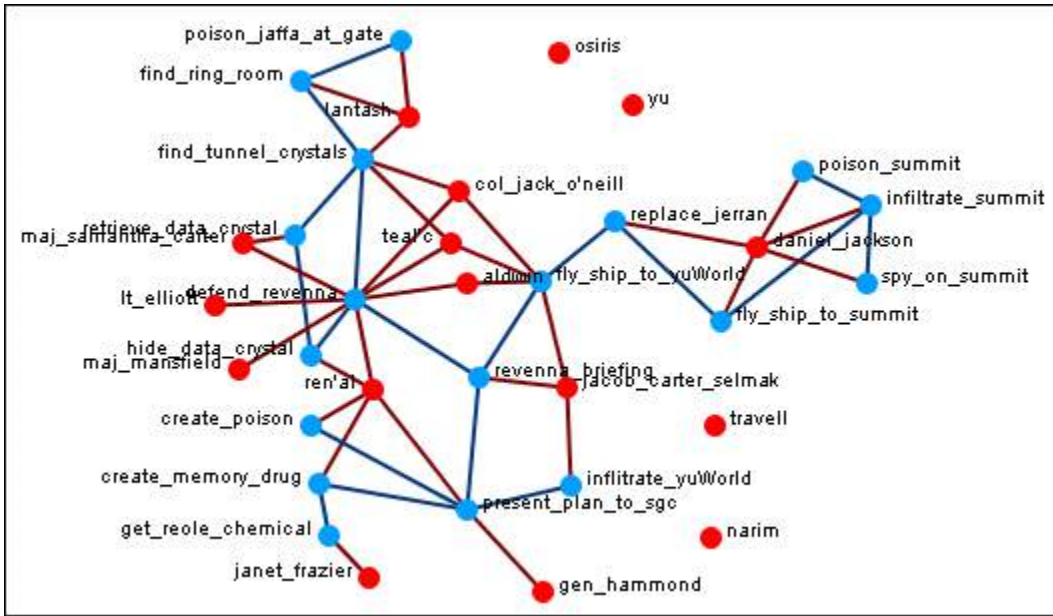 poison_jaffa_at_gate
osiris
find_ring_room
yu
lantash
find_tunnel_crystals
poison_summit
col_jack_o'neill
infiltrate_summit
replace_jerran
retrieve_data_crystal
maj_samantha_carter
teal'c
daniel_jackson
aldwin
fly_ship_to_yuWorld
spy_on_summit
lt_elliott
defend_revenna
fly_ship_to_summit
hide_data_crystal
maj_mansfield
revenna_briefing
ren'al
jacob_carter_selmak
create_poison
travell
create_memory_drug
inflitrate_yuWorld
present_plan_to_sgc
get_reole_chemical
narim
janet_frazier
gen_hammond